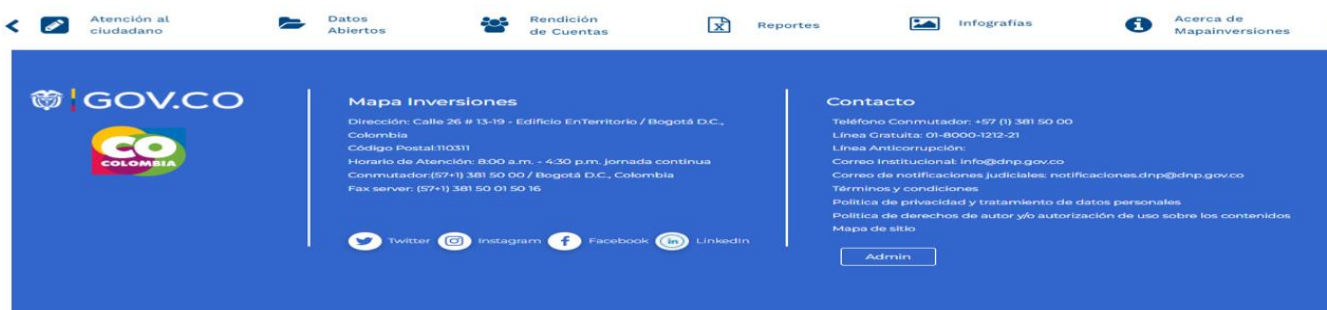 Atención al
ciudadano
Datos
Abiertos
Rendición
de Cuentas
Reportes
Infografías
Acerca de
Mapainversiones
GOV.CO
CO
COLOMBIA
Mapa Inversiones
Dirección: Calle 26 # 13-19 - Edificio EnTerritorio / Bogotá D.C.,
Colombia
Código Postal:110311
Horario de Atención: 8:00 a.m. - 4:30 p.m. jornada continua
Conmutador:(57+1) 381 50 00 / Bogotá D.C., Colombia
Fax server: (57+1) 381 50 01 50 16
Twitter Instagram Facebook LinkedIn
Contacto
Teléfono Conmutador: +57 (1) 381 50 00
Línea Gratuita: 01-8000-1212-21
Línea Anticorrupción:
Correo Institucional: info@dnp.gov.co
Correo de notificaciones judiciales: notificaciones.dnp@dnp.gov.co
Términos y condiciones
Política de privacidad y tratamiento de datos personales
Política de derechos de autor y/o autorización de uso sobre los contenidos
Mapa de sitio
Admin